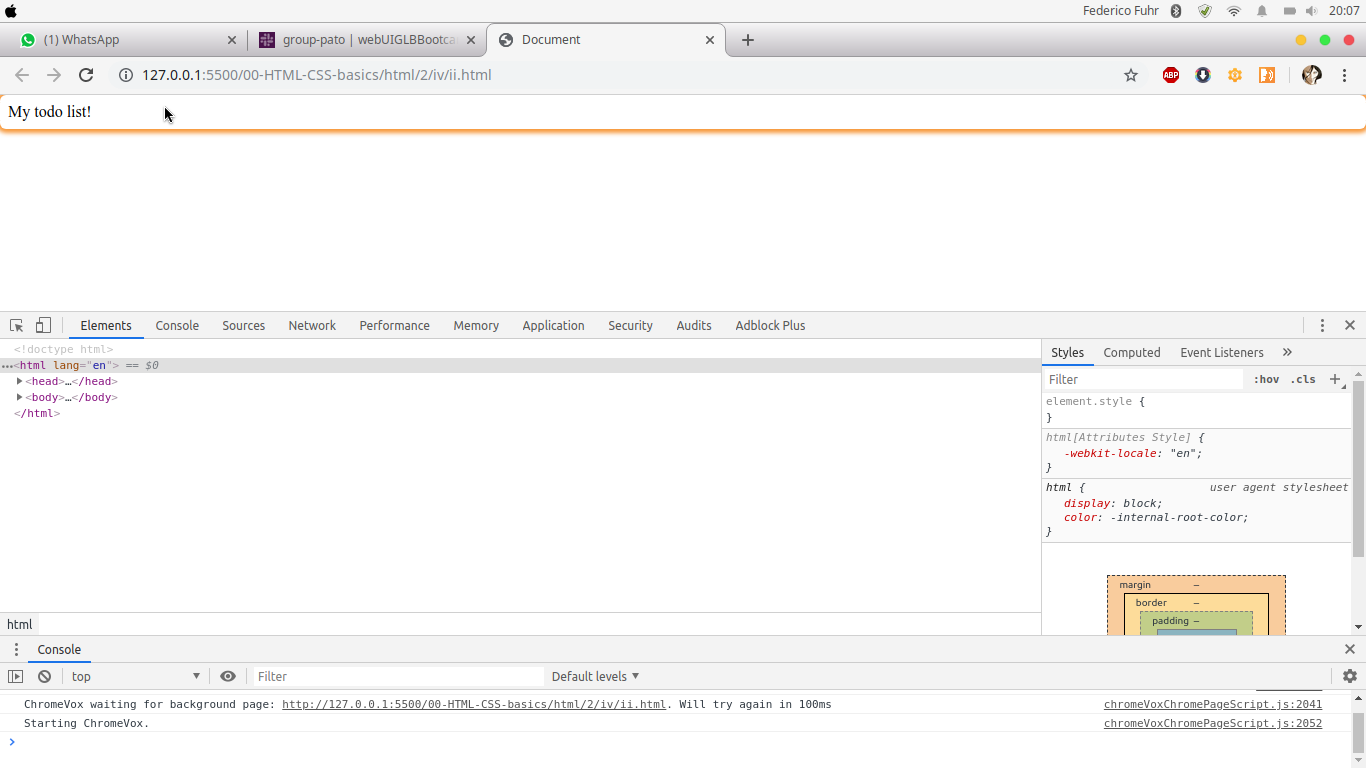 Federico Fuhr 20:07
(1) WhatsApp group-pato | webUIGLBBootca Document
127.0.0.1:5500/00-HTML-CSS-basics/html/2/iv/ii.html ABP
My todo list!
Elements Console Sources Network Performance Memory Application Security Audits Adblock Plus
<!doctype html>
…<html lang="en"> == $0
<head>…</head>
<body>…</body>
</html>
html
Styles Computed Event Listeners »
Filter :hov .cls +
element.style {
}
html[Attributes Style] {
-webkit-locale: "en";
}
html { user agent stylesheet
display: block;
color: -internal-root-color;
}
margin –
border –
padding –
Console
top Filter Default levels
ChromeVox waiting for background page: http://127.0.0.1:5500/00-HTML-CSS-basics/html/2/iv/ii.html. Will try again in 100ms chromeVoxChromePageScript.js:2041
Starting ChromeVox. chromeVoxChromePageScript.js:2052
>